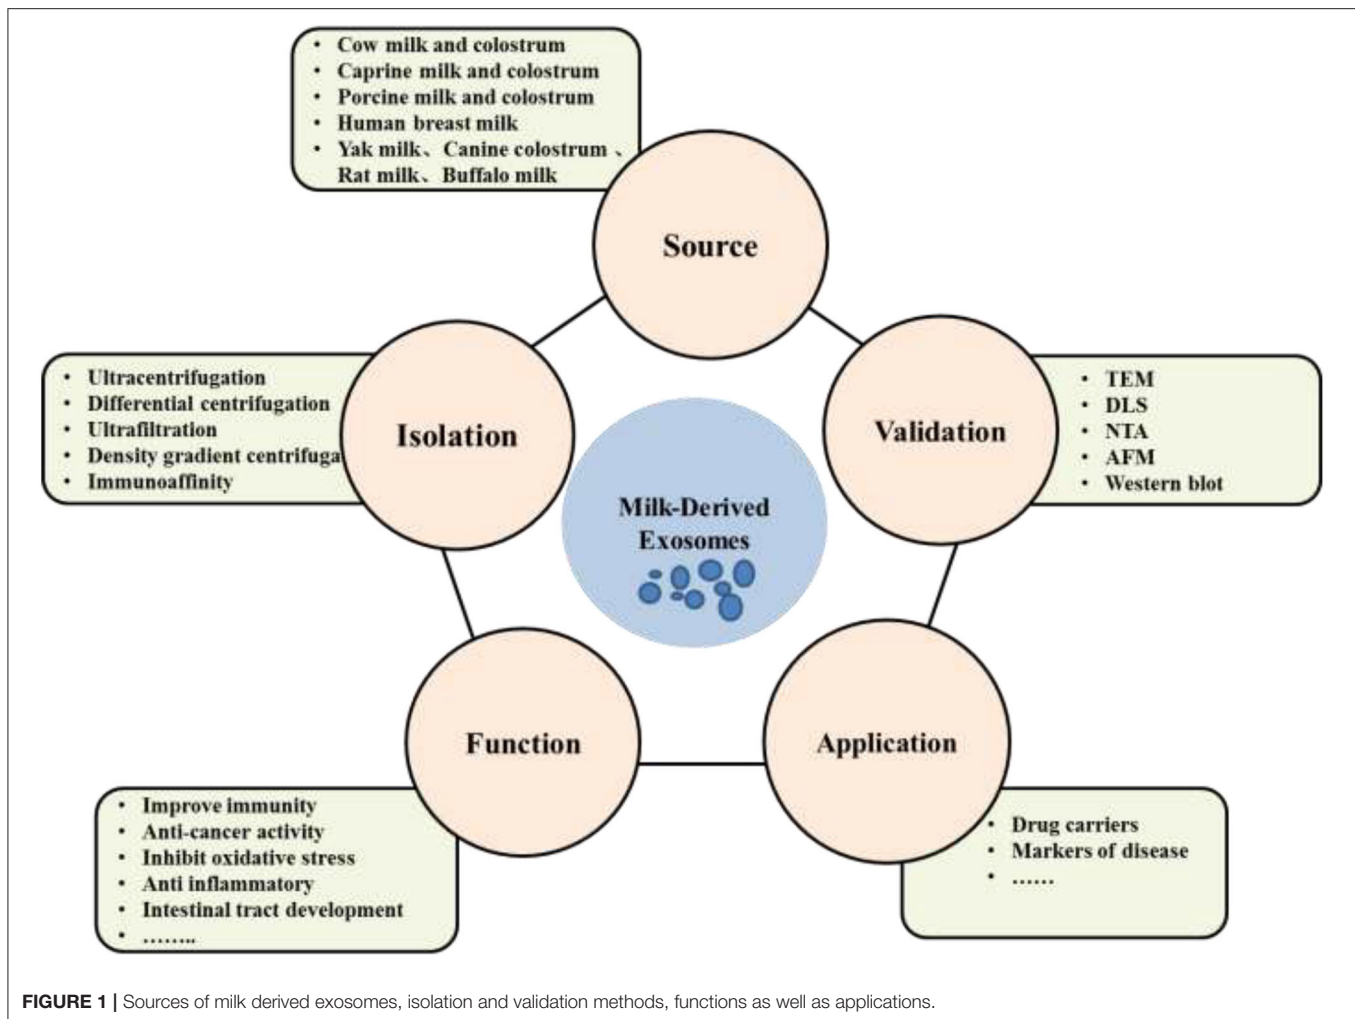 • Cow milk and colostrum
• Caprine milk and colostrum
• Porcine milk and colostrum
• Human breast milk
• Yak milk、Canine colostrum 、
Rat milk、Buffalo milk
Source
• Ultracentrifugation
• Differential centrifugation
• Ultrafiltration
• Density gradient centrifuga
• Immunoaffinity
Isolation
Validation
• TEM
• DLS
• NTA
• AFM
• Western blot
Milk-Derived
Exosomes
Function
• Improve immunity
• Anti-cancer activity
• Inhibit oxidative stress
• Anti inflammatory
• Intestinal tract development
• ……..
Application
• Drug carriers
• Markers of disease
• ……
FIGURE 1 | Sources of milk derived exosomes, isolation and validation methods, functions as well as applications.